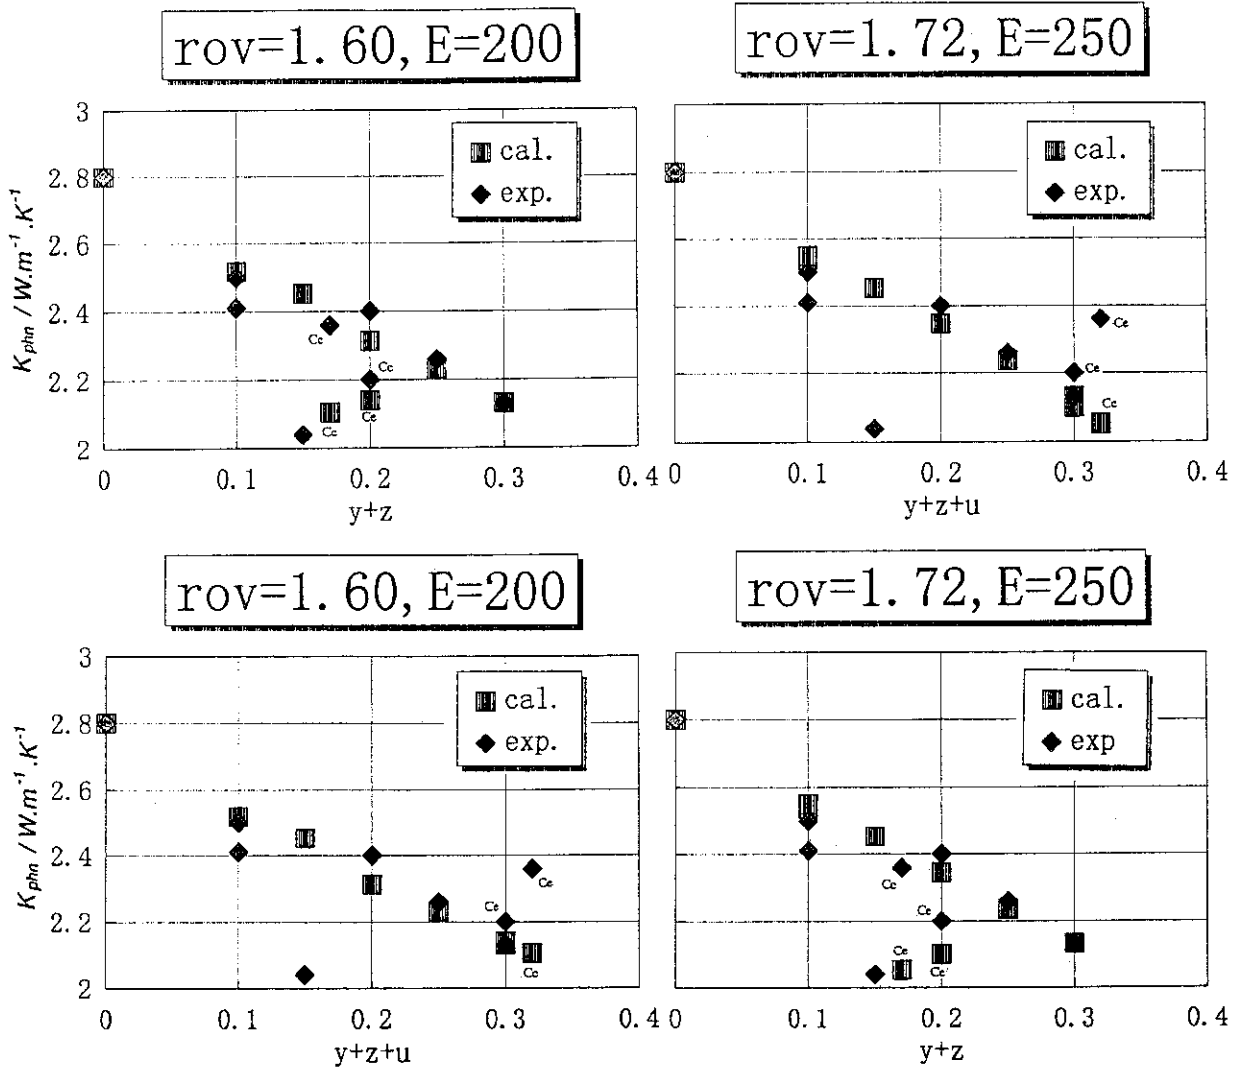 rov=1.60, E=200
rov=1.72, E=250
3
2.8
2.6
2.4
2.2
2
K_phn / W.m⁻¹.K⁻¹
cal.
exp.
Ce
Ce
Ce
Ce
0
0.1
0.2
0.3
0.4
y+z
cal.
exp.
Ce
Ce
Ce
0
0.1
0.2
0.3
0.4
y+z+u
rov=1.60, E=200
rov=1.72, E=250
3
2.8
2.6
2.4
2.2
2
K_phn / W.m⁻¹.K⁻¹
cal.
exp.
Ce
Ce
Ce
0
0.1
0.2
0.3
0.4
y+z+u
cal.
exp
Ce
Ce
Ce
Ce
0
0.1
0.2
0.3
0.4
y+z